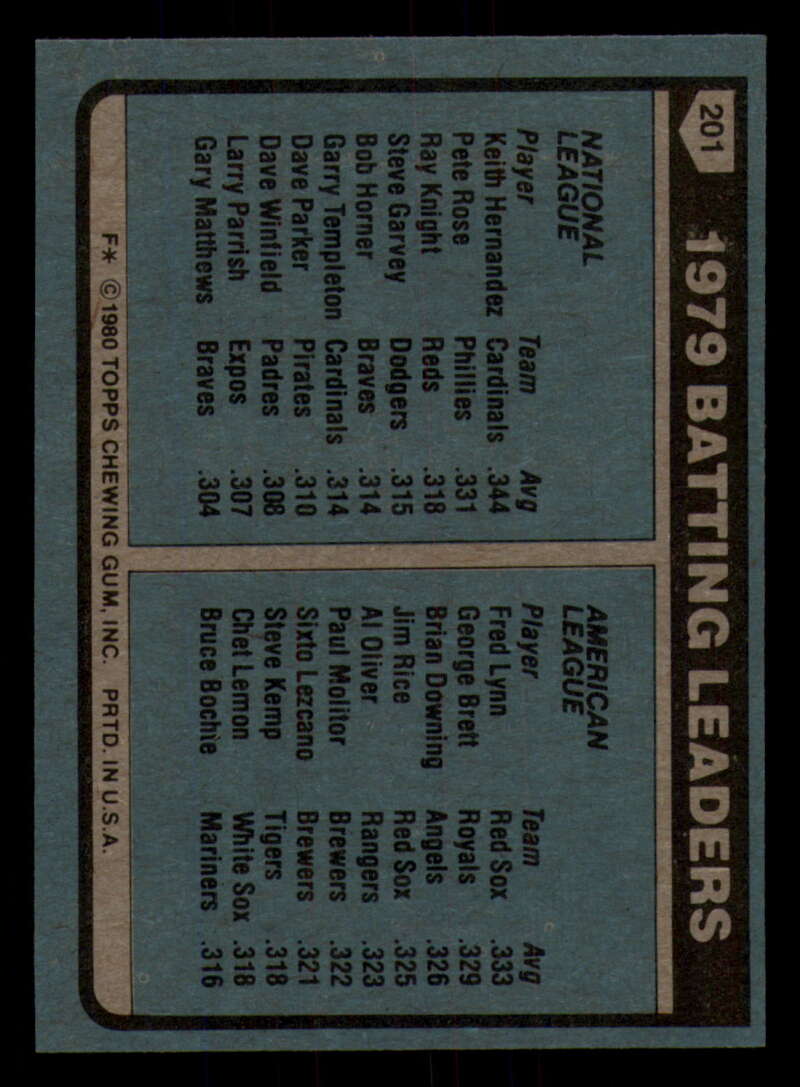 201
1979 BATTING LEADERS
NATIONAL LEAGUE
Player Team Avg
Keith Hernandez Cardinals .344
Pete Rose Phillies .331
Ray Knight Reds .318
Steve Garvey Dodgers .315
Bob Horner Braves .314
Garry Templeton Cardinals .314
Dave Parker Pirates .310
Dave Winfield Padres .308
Larry Parrish Expos .307
Gary Matthews Braves .304
AMERICAN LEAGUE
Player Team Avg
Fred Lynn Red Sox .333
George Brett Royals .329
Brian Downing Angels .326
Jim Rice Red Sox .325
Al Oliver Rangers .323
Paul Molitor Brewers .322
Sixto Lezcano Brewers .321
Steve Kemp Tigers .318
Chet Lemon White Sox .318
Bruce Bochie Mariners .316
F* © 1980 TOPPS CHEWING GUM, INC. PRTD. IN U.S.A.